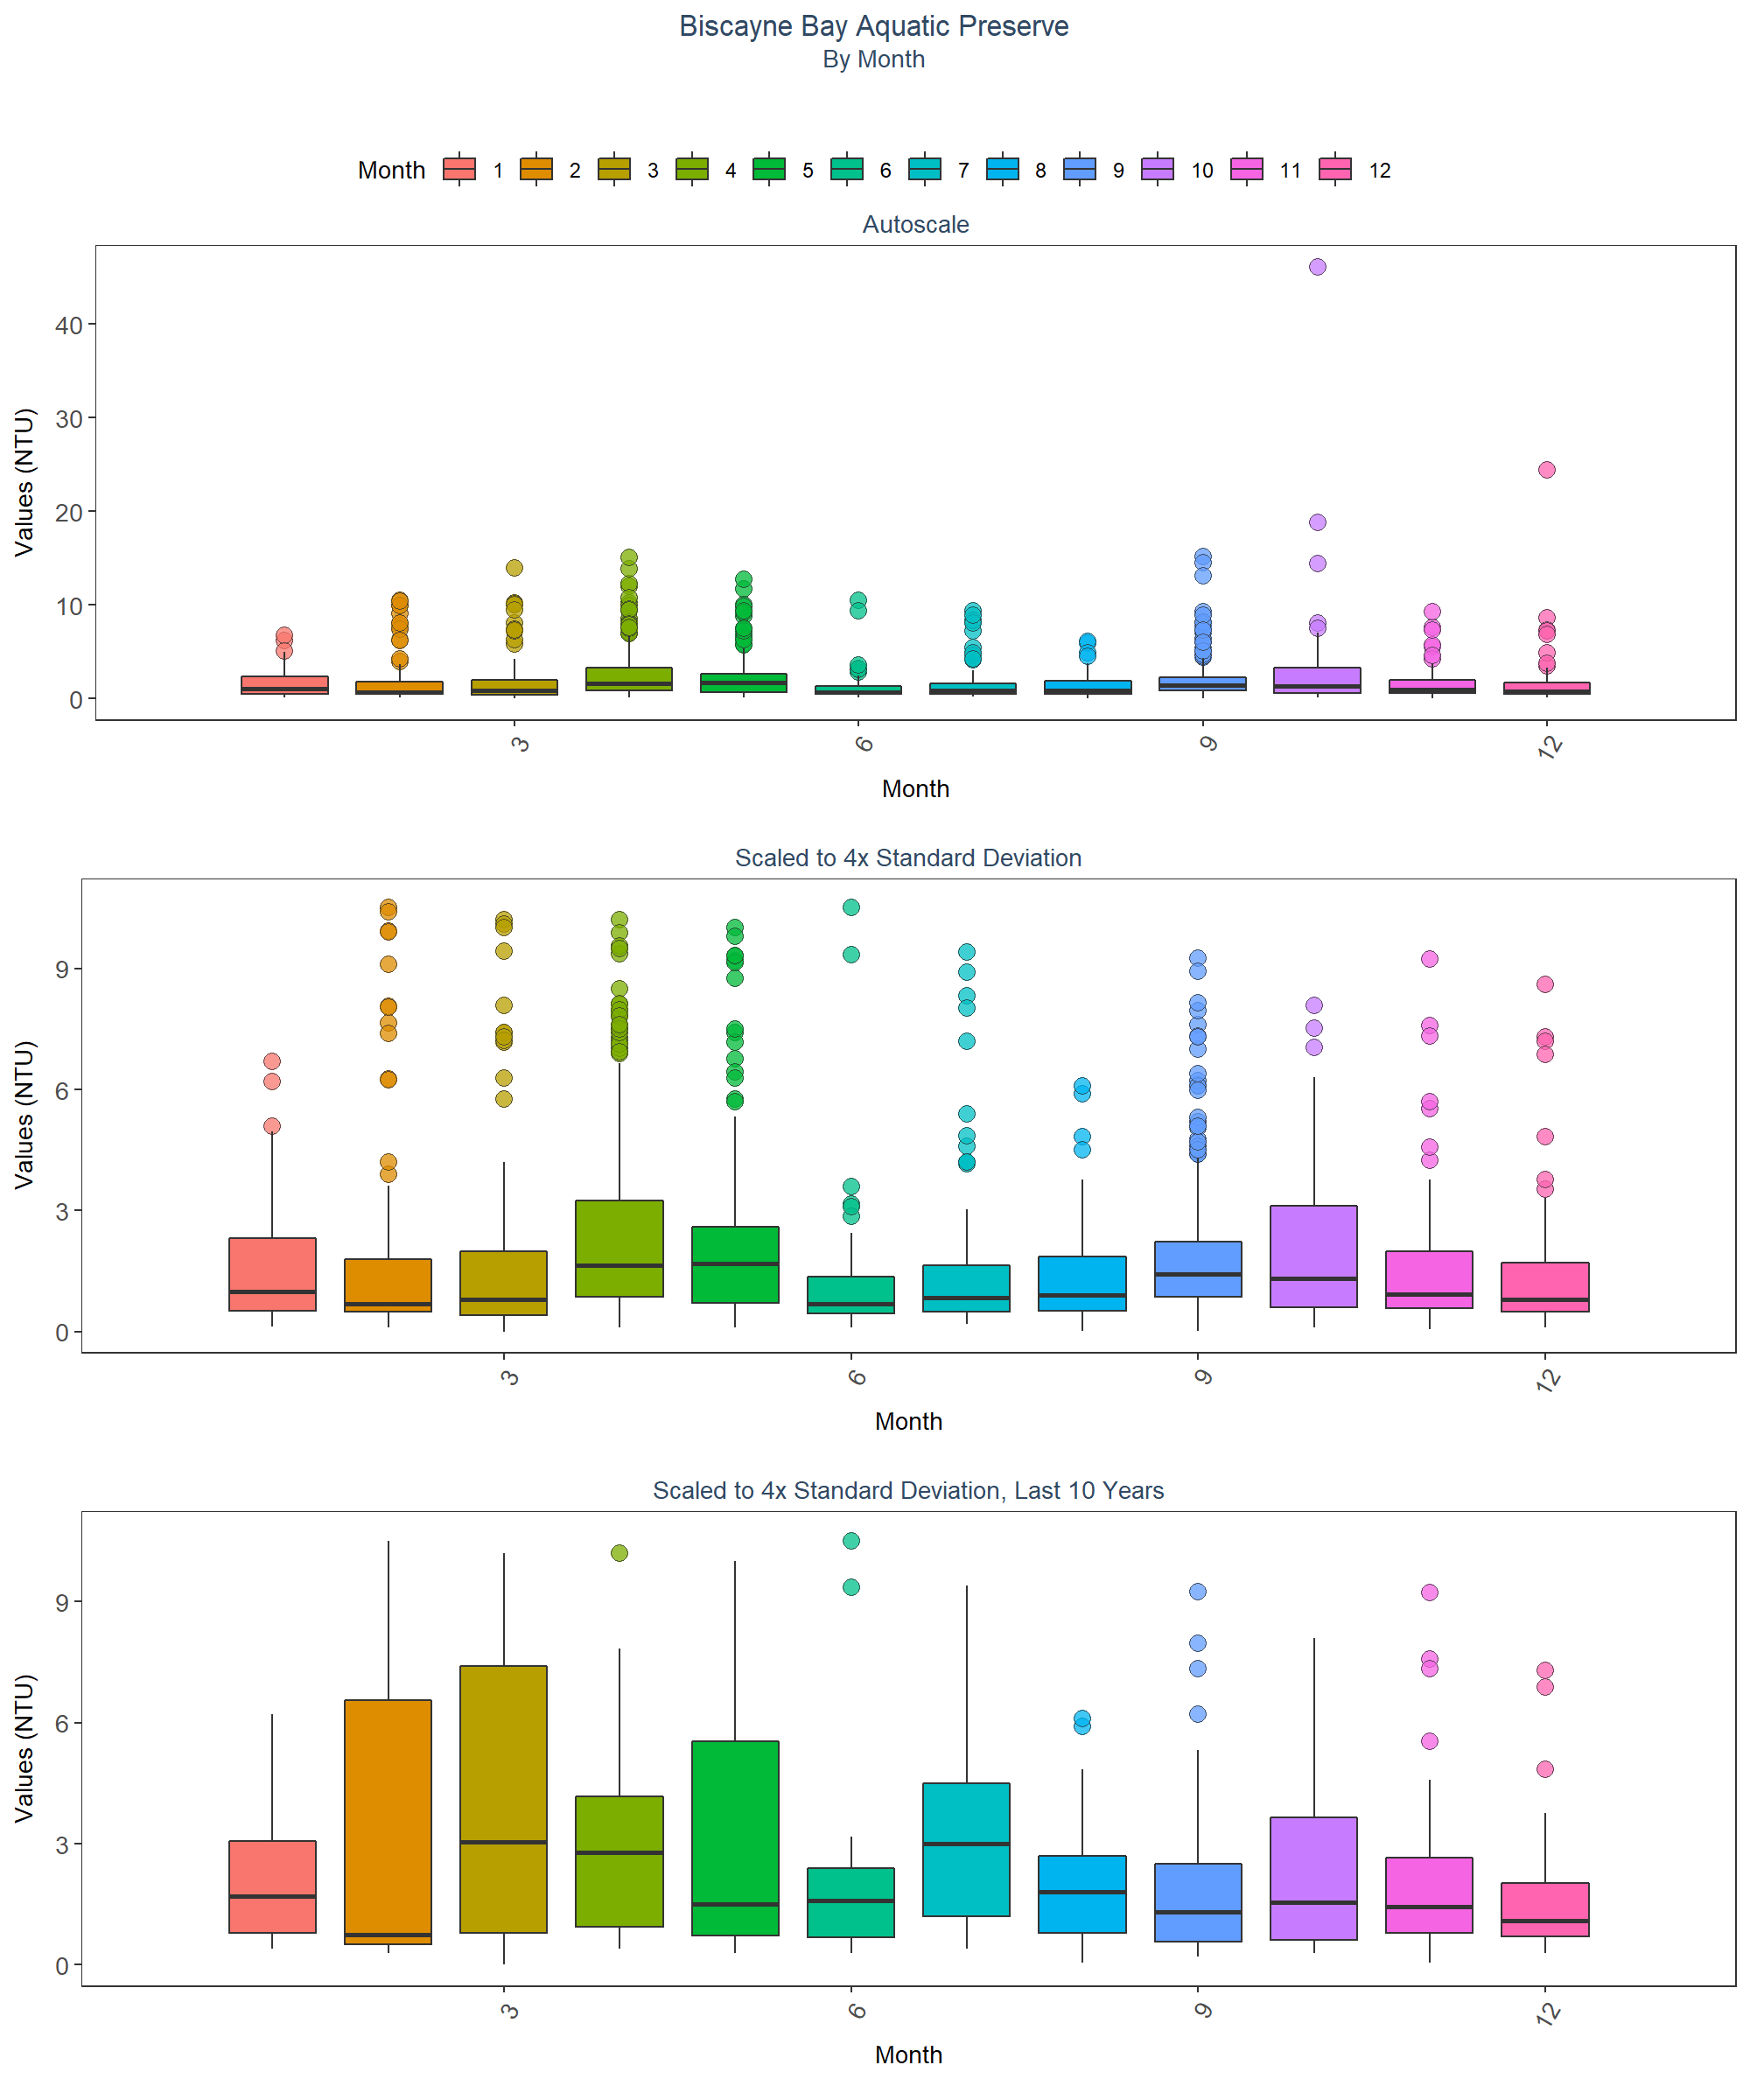 Biscayne Bay Aquatic Preserve
By Month
Month 1 2 3 4 5 6 7 8 9 10 11 12
Autoscale
Values (NTU)
40
30
20
10
0
3 6 9 12
Month
Scaled to 4x Standard Deviation
Values (NTU)
9
6
3
0
3 6 9 12
Month
Scaled to 4x Standard Deviation, Last 10 Years
Values (NTU)
9
6
3
0
3 6 9 12
Month